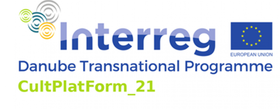 Interreg
EUROPEAN UNION
Danube Transnational Programme
CultPlatForm_21